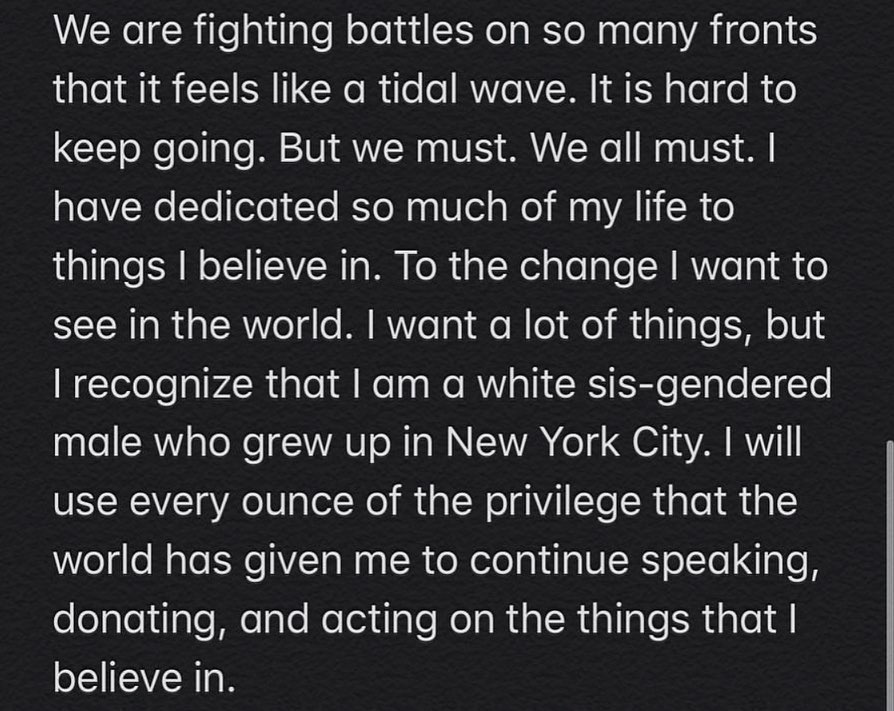 We are fighting battles on so many fronts
that it feels like a tidal wave. It is hard to
keep going. But we must. We all must. I
have dedicated so much of my life to
things I believe in. To the change I want to
see in the world. I want a lot of things, but
I recognize that I am a white sis-gendered
male who grew up in New York City. I will
use every ounce of the privilege that the
world has given me to continue speaking,
donating, and acting on the things that I
believe in.